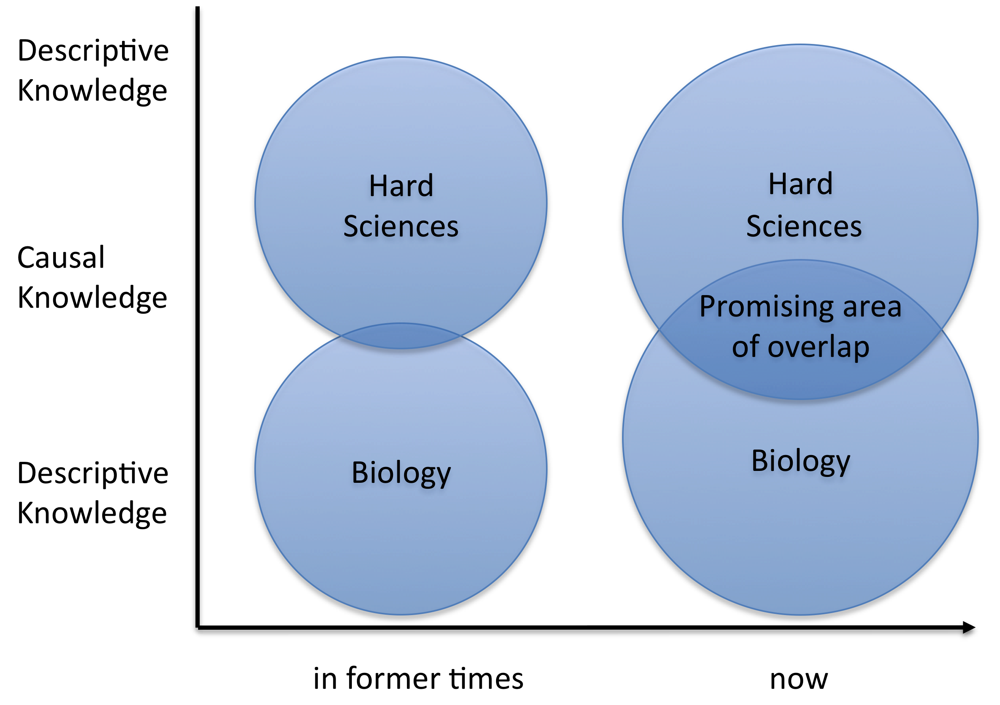 Descriptive
Knowledge
Causal
Knowledge
Descriptive
Knowledge
Hard
Sciences
Biology
Hard
Sciences
Promising area
of overlap
Biology
in former times
now